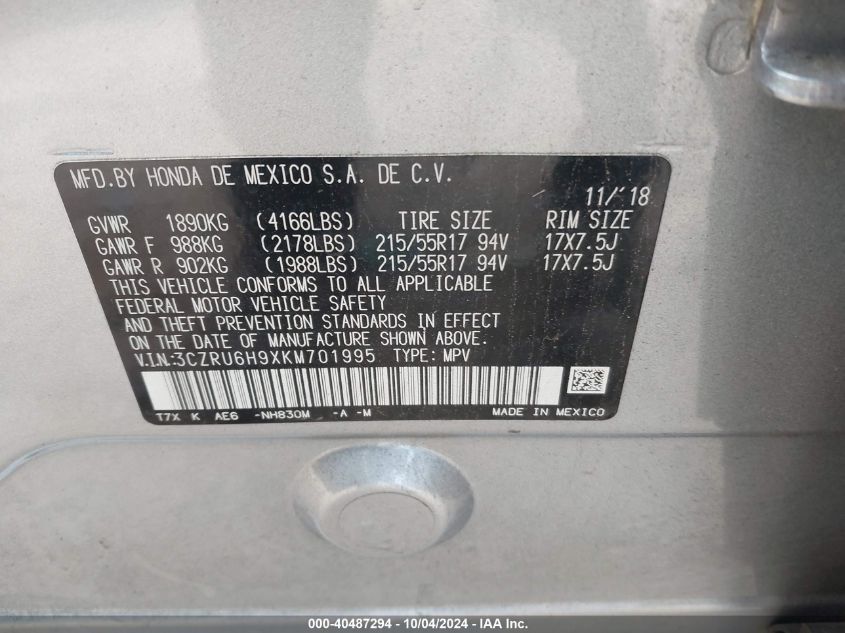 MFD.BY HONDA DE MEXICO S.A. DE C.V.
11/'18
GVWR 1890KG (4166LBS) TIRE SIZE RIM SIZE
GAWR F 988KG (2178LBS) 215/55R17 94V 17X7.5J
GAWR R 902KG (1988LBS) 215/55R17 94V 17X7.5J
THIS VEHICLE CONFORMS TO ALL APPLICABLE
FEDERAL MOTOR VEHICLE SAFETY
AND THEFT PREVENTION STANDARDS IN EFFECT
ON THE DATE OF MANUFACTURE SHOWN ABOVE.
V.I.N:3CZRU6H9XKM701995 TYPE: MPV
T7X K AE6 -NH830M -A -M MADE IN MEXICO
000-40487294 - 10/04/2024 - IAA Inc.